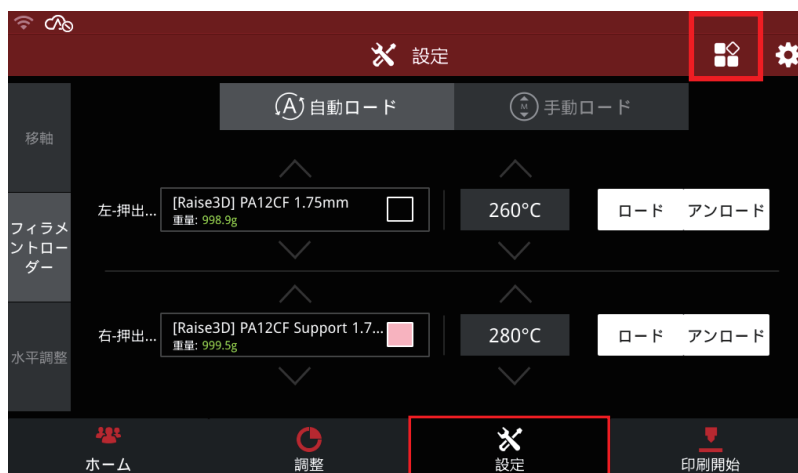 設定
自動ロード
手動ロード
移軸
フィラメ
ントロー
ダー
水平調整
左-押出...
[Raise3D] PA12CF 1.75mm
重量: 998.9g
260°C
ロード
アンロード
右-押出...
[Raise3D] PA12CF Support 1.7...
重量: 999.5g
280°C
ロード
アンロード
ホーム
調整
設定
印刷開始